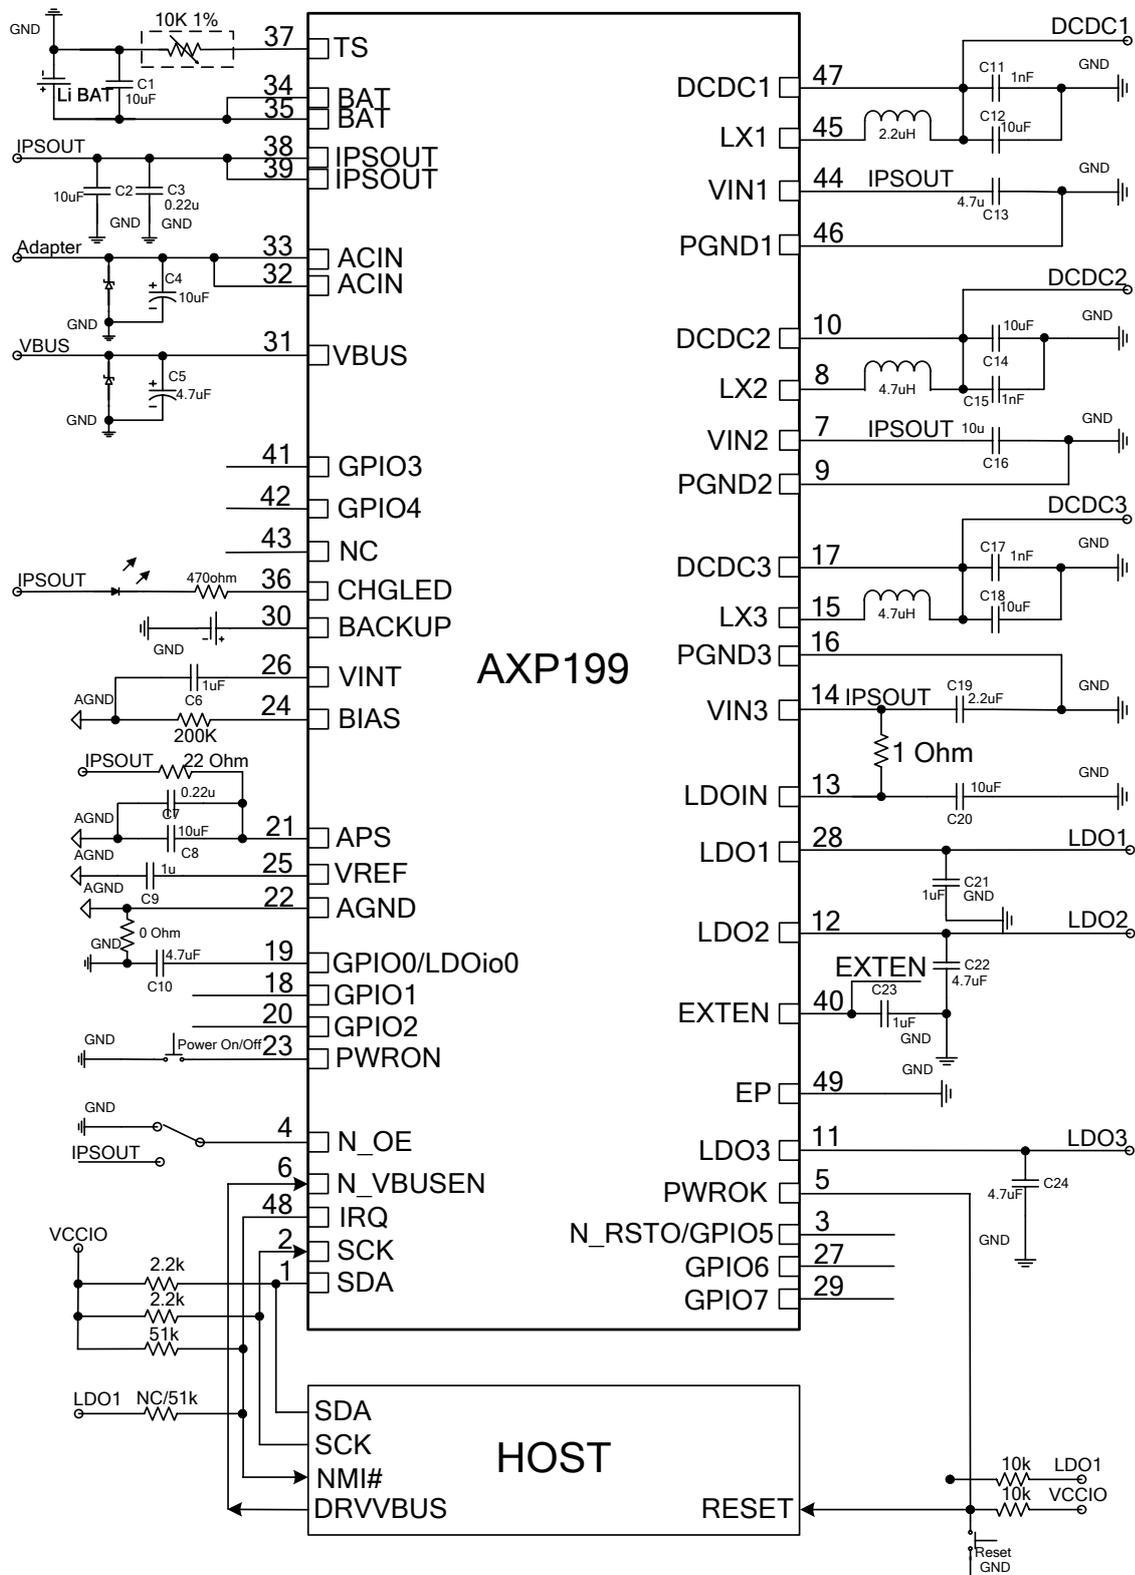 GND
10K 1%
37
TS
Li BAT
C1
10uF
34
BAT
35
BAT
IPSOUT
38
IPSOUT
39
IPSOUT
10uF
C2
C3
0.22u
GND
GND
Adapter
33
ACIN
32
ACIN
C4
10uF
GND
VBUS
31
VBUS
C5
4.7uF
GND
41
GPIO3
42
GPIO4
43
NC
IPSOUT
470ohm
36
CHGLED
GND
30
BACKUP
26
VINT
1uF
C6
AGND
24
BIAS
200K
IPSOUT
22 Ohm
0.22u
C7
AGND
10uF
C8
21
APS
AGND
1u
C9
25
VREF
AGND
22
AGND
0 Ohm
GND
4.7uF
C10
19
GPIO0/LDOio0
18
GPIO1
20
GPIO2
GND
Power On/Off
23
PWRON
GND
4
N_OE
IPSOUT
6
N_VBUSEN
48
IRQ
VCCIO
2
SCK
2.2k
1
SDA
2.2k
51k
LDO1
NC/51k
AXP199
DCDC1
DCDC1
47
C11
1nF
GND
LX1
45
2.2uH
C12
10uF
VIN1
44
IPSOUT
4.7u
C13
GND
PGND1
46
DCDC2
DCDC2
10
10uF
C14
GND
LX2
8
4.7uH
C15
1nF
VIN2
7
IPSOUT
10u
C16
GND
PGND2
9
DCDC3
DCDC3
17
C17
1nF
GND
LX3
15
4.7uH
C18
10uF
PGND3
16
VIN3
14
IPSOUT
C19
2.2uF
GND
1 Ohm
LDOIN
13
10uF
C20
GND
LDO1
28
LDO1
C21
1uF
GND
LDO2
12
LDO2
C22
4.7uF
EXTEN
EXTEN
40
C23
1uF
GND
GND
EP
49
LDO3
11
LDO3
C24
4.7uF
GND
PWROK
5
N_RSTO/GPIO5
3
GPIO6
27
GPIO7
29
SDA
SCK
NMI#
DRVVBUS
HOST
RESET
10k
LDO1
10k
VCCIO
Reset
GND